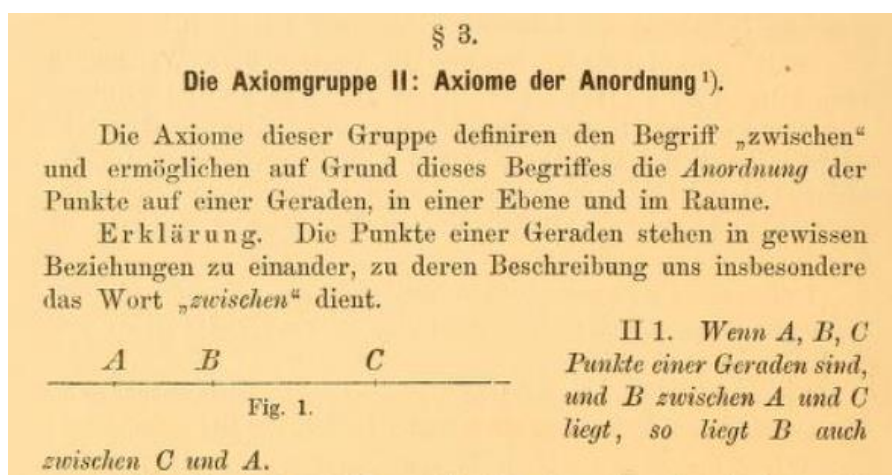 § 3.
Die Axiomgruppe II: Axiome der Anordnung ¹).
Die Axiome dieser Gruppe definiren den Begriff „zwischen“
und ermöglichen auf Grund dieses Begriffes die Anordnung der
Punkte auf einer Geraden, in einer Ebene und im Raume.
Erklärung. Die Punkte einer Geraden stehen in gewissen
Beziehungen zu einander, zu deren Beschreibung uns insbesondere
das Wort „zwischen“ dient.
A B C
Fig. 1.
II 1. Wenn A, B, C
Punkte einer Geraden sind,
und B zwischen A und C
liegt, so liegt B auch
zwischen C und A.